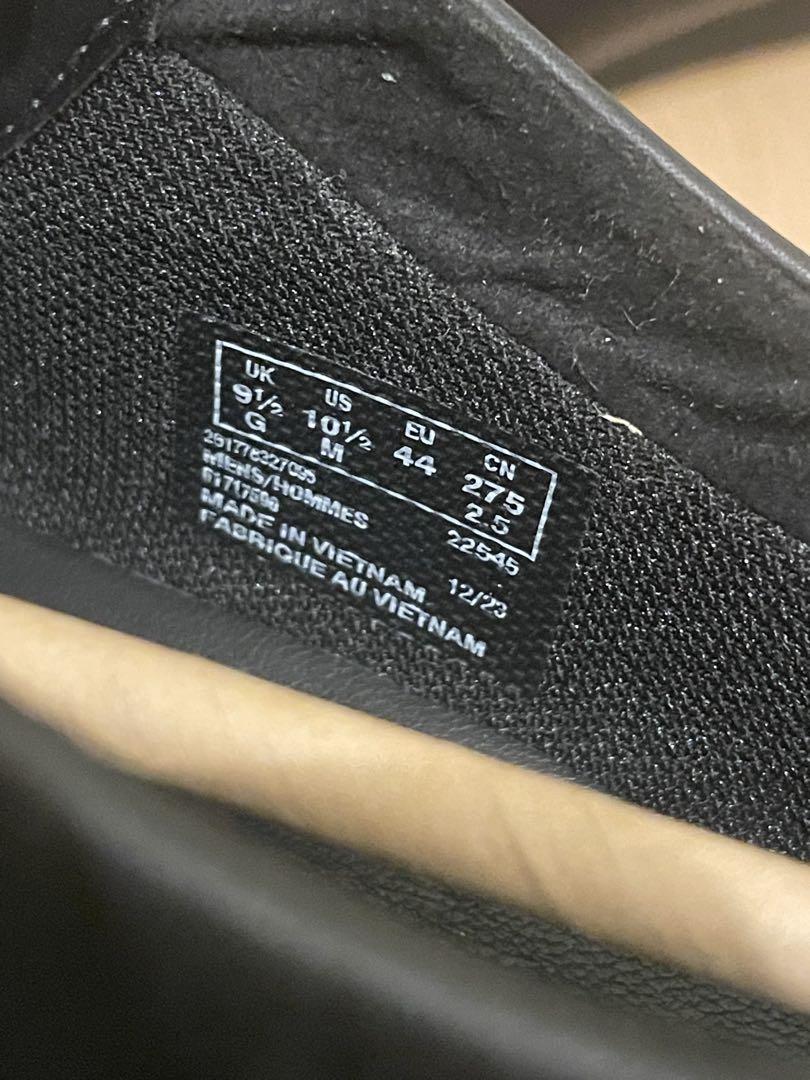 UK US EU CN
9½ 10½ 44 275
G M 2.5
261778327095
MENS/HOMMES 22545
MADE IN VIETNAM 12/23
FABRIQUE AU VIETNAM